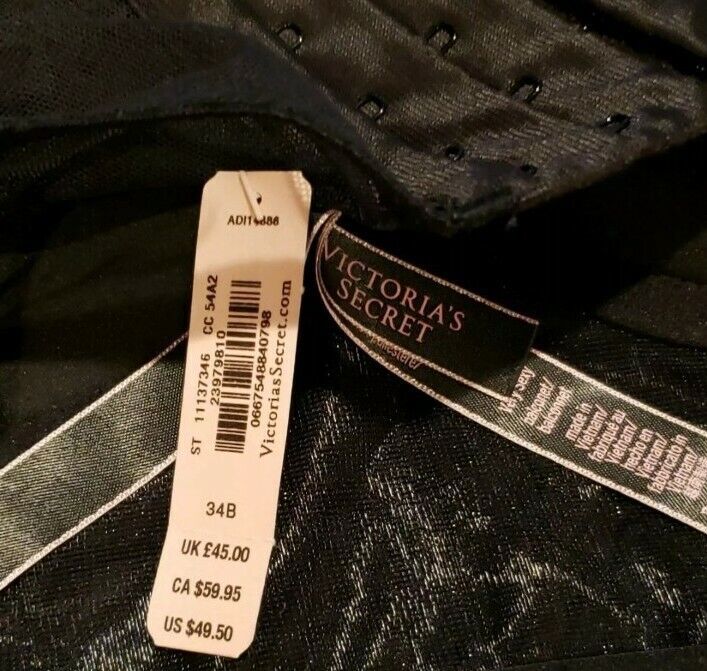 ADI14886
ST 11137346 CC 54A2
23979810
0667548840798
VictoriasSecret.com
34B
UK £45.00
CA $59.95
US $49.50
VICTORIA'S
SECRET
made in
Vietnam/